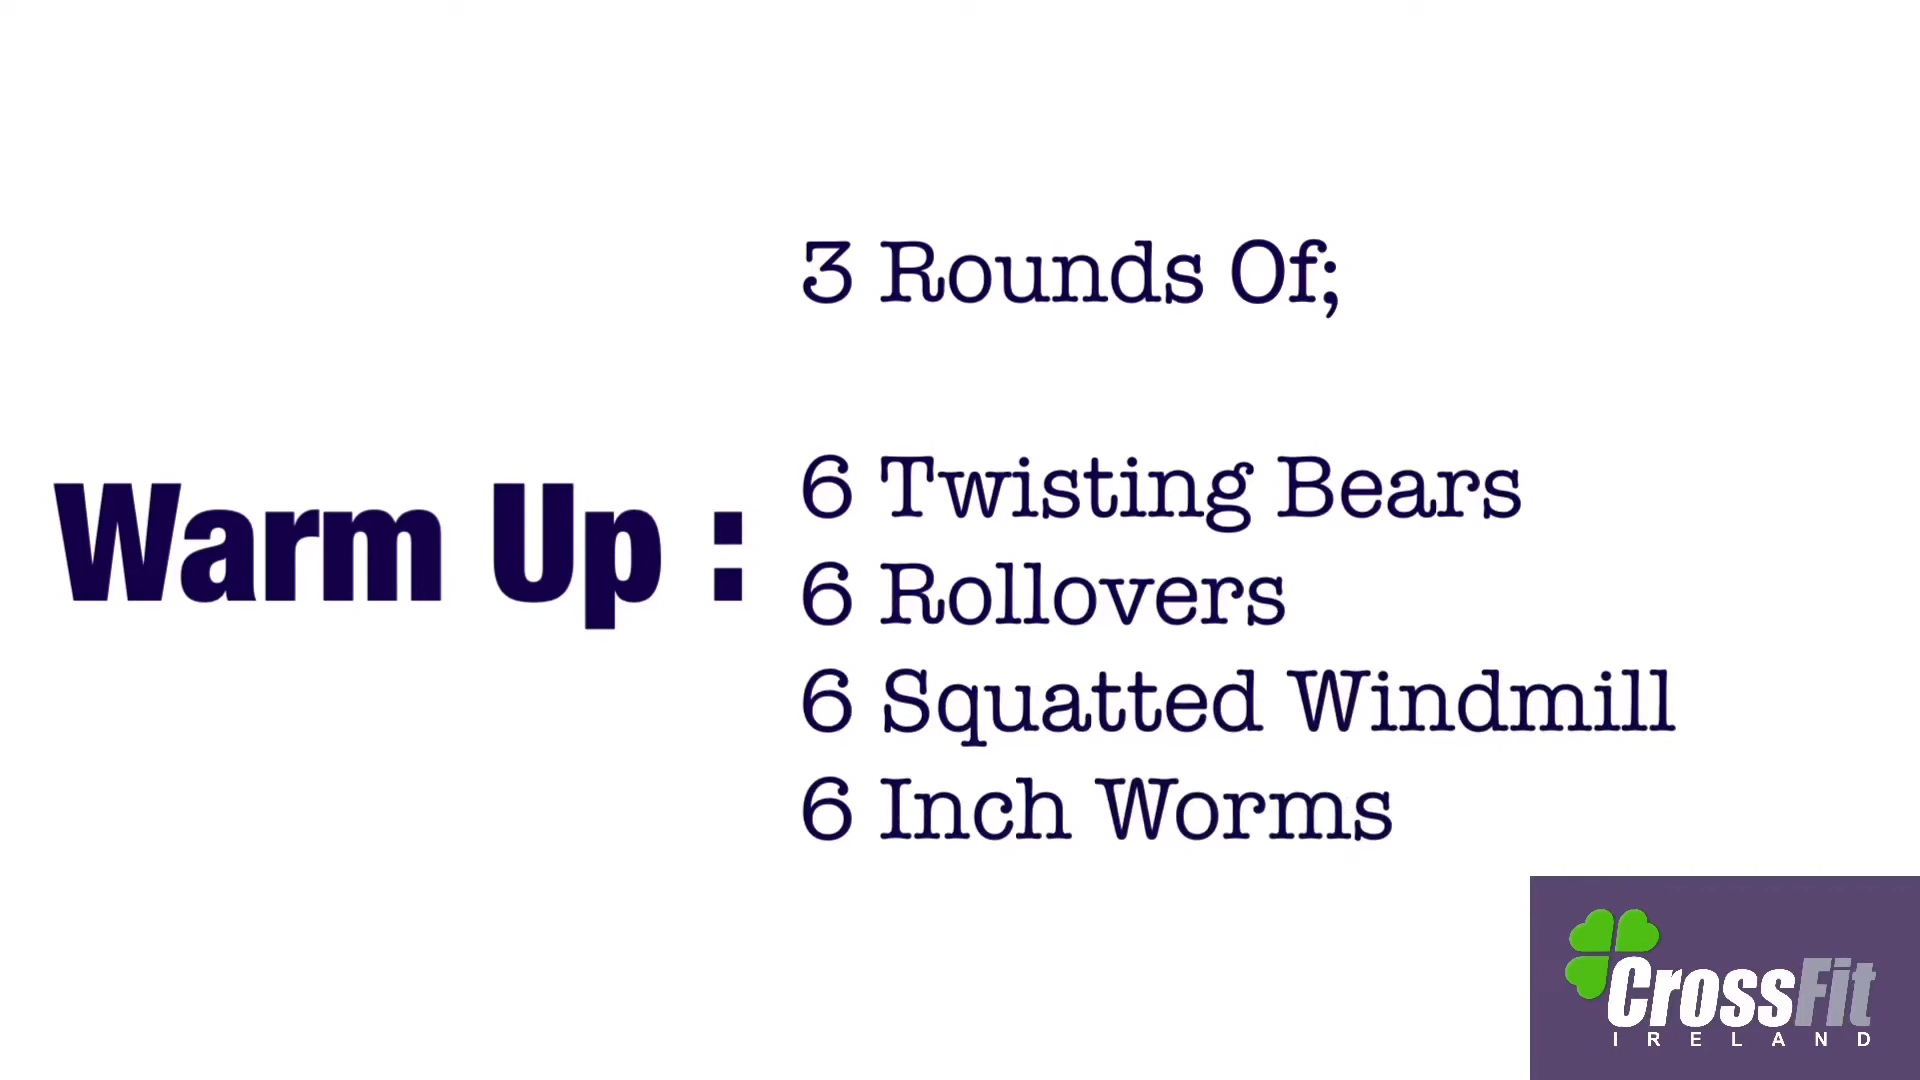 Warm Up :
3 Rounds Of;
6 Twisting Bears
6 Rollovers
6 Squatted Windmill
6 Inch Worms
CrossFit
IRELAND